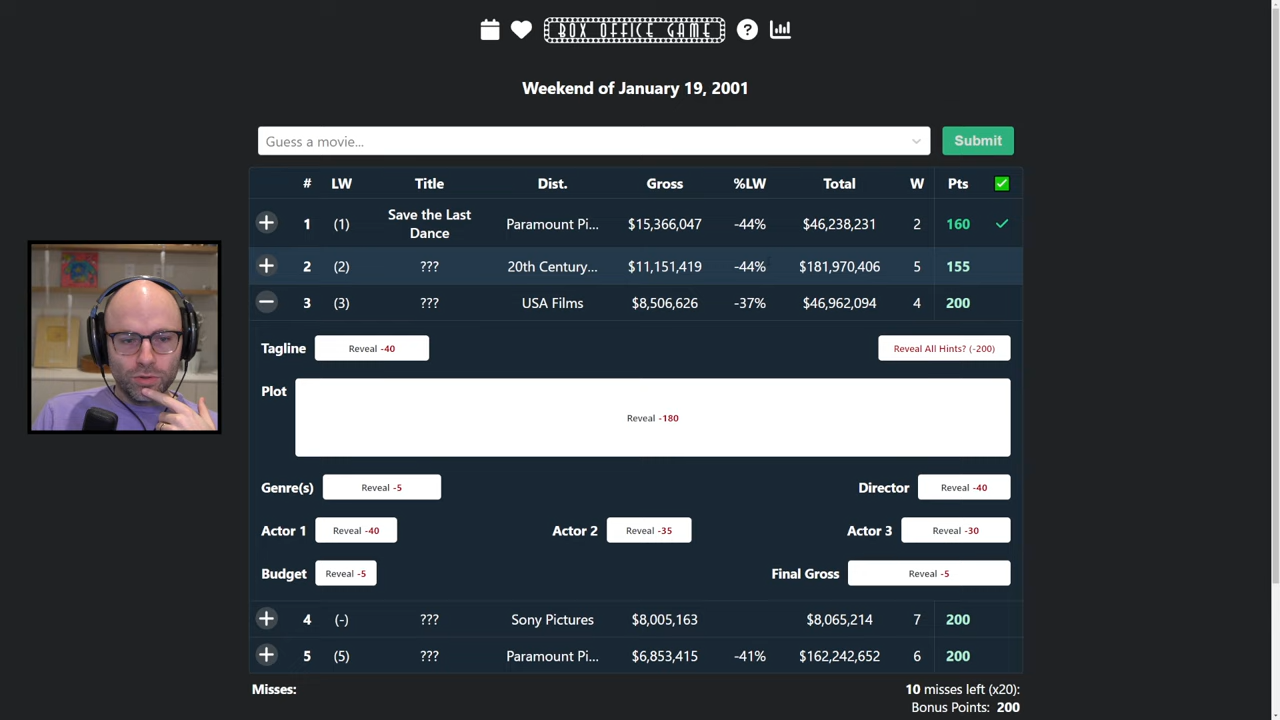 BOX OFFICE GAME
Weekend of January 19, 2001
Guess a movie...
Submit
# LW Title Dist. Gross %LW Total W Pts
1 (1) Save the Last Dance Paramount Pi... $15,366,047 -44% $46,238,231 2 160
2 (2) ??? 20th Century... $11,151,419 -44% $181,970,406 5 155
3 (3) ??? USA Films $8,506,626 -37% $46,962,094 4 200
Tagline Reveal -40 Reveal All Hints? (-200)
Plot Reveal -180
Genre(s) Reveal -5 Director Reveal -40
Actor 1 Reveal -40 Actor 2 Reveal -35 Actor 3 Reveal -30
Budget Reveal -5 Final Gross Reveal -5
4 (-) ??? Sony Pictures $8,005,163 $8,065,214 7 200
5 (5) ??? Paramount Pi... $6,853,415 -41% $162,242,652 6 200
Misses: 10 misses left (x20):
Bonus Points: 200